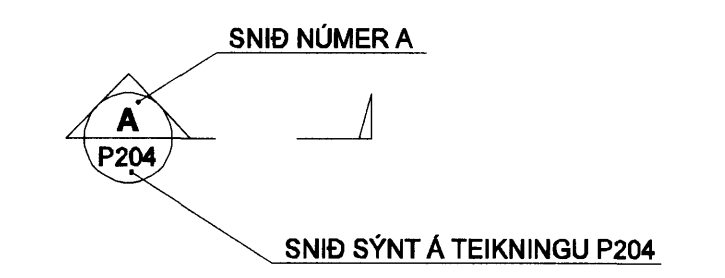 SNIÐ NÚMER A
A
P204
SNIÐ SÝNT Á TEIKNINGU P204